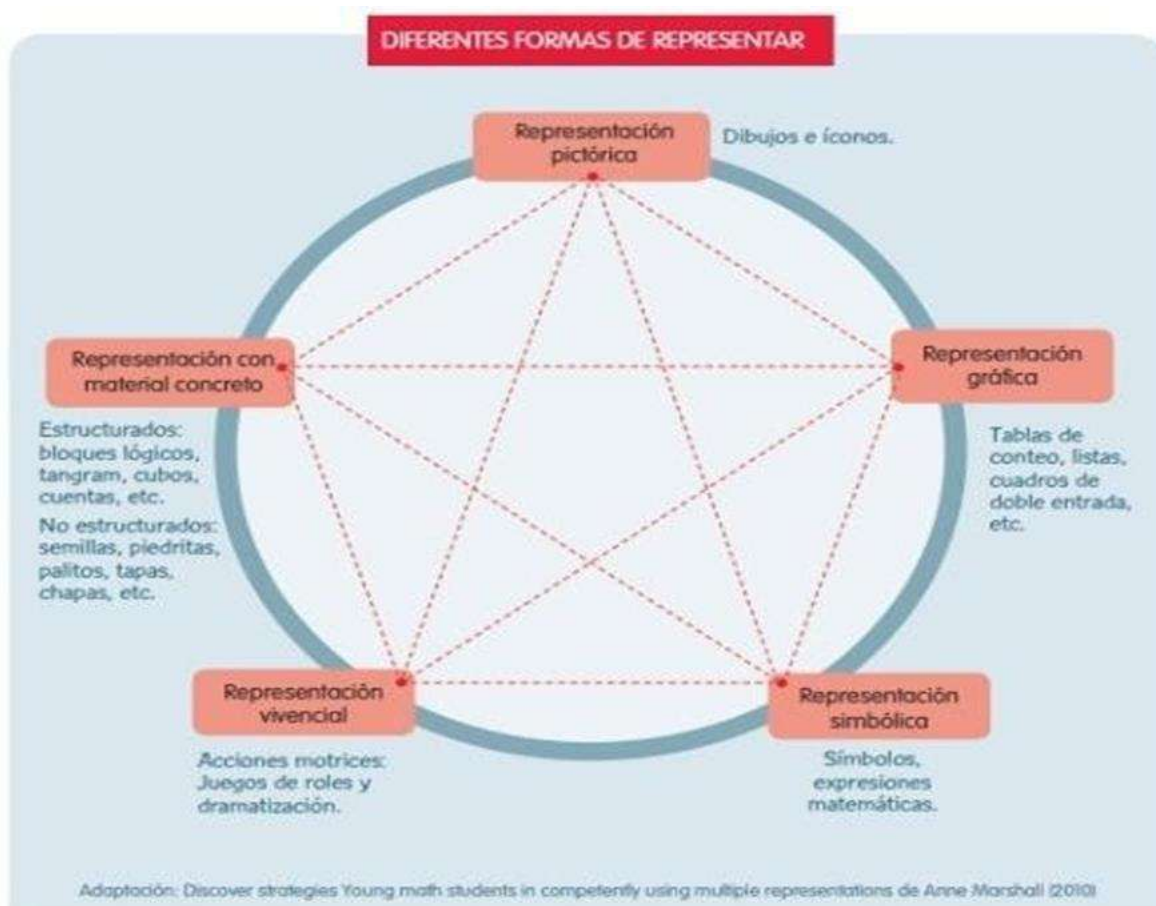 DIFERENTES FORMAS DE REPRESENTAR
Representación
pictórica
Dibujos e íconos.
Representación con
material concreto
Estructurados:
bloques lógicos,
tangram, cubos,
cuentas, etc.
No estructurados:
semillas, piedritas,
palitos, tapas,
chapas, etc.
Representación
gráfica
Tablas de
conteo, listas,
cuadros de
doble entrada,
etc.
Representación
vivencial
Acciones motrices:
Juegos de roles y
dramatización.
Representación
simbólica
Símbolos,
expresiones
matemáticas.
Adaptación: Discover strategies Young math students in competently using multiple representations de Anne Marshall (2010)